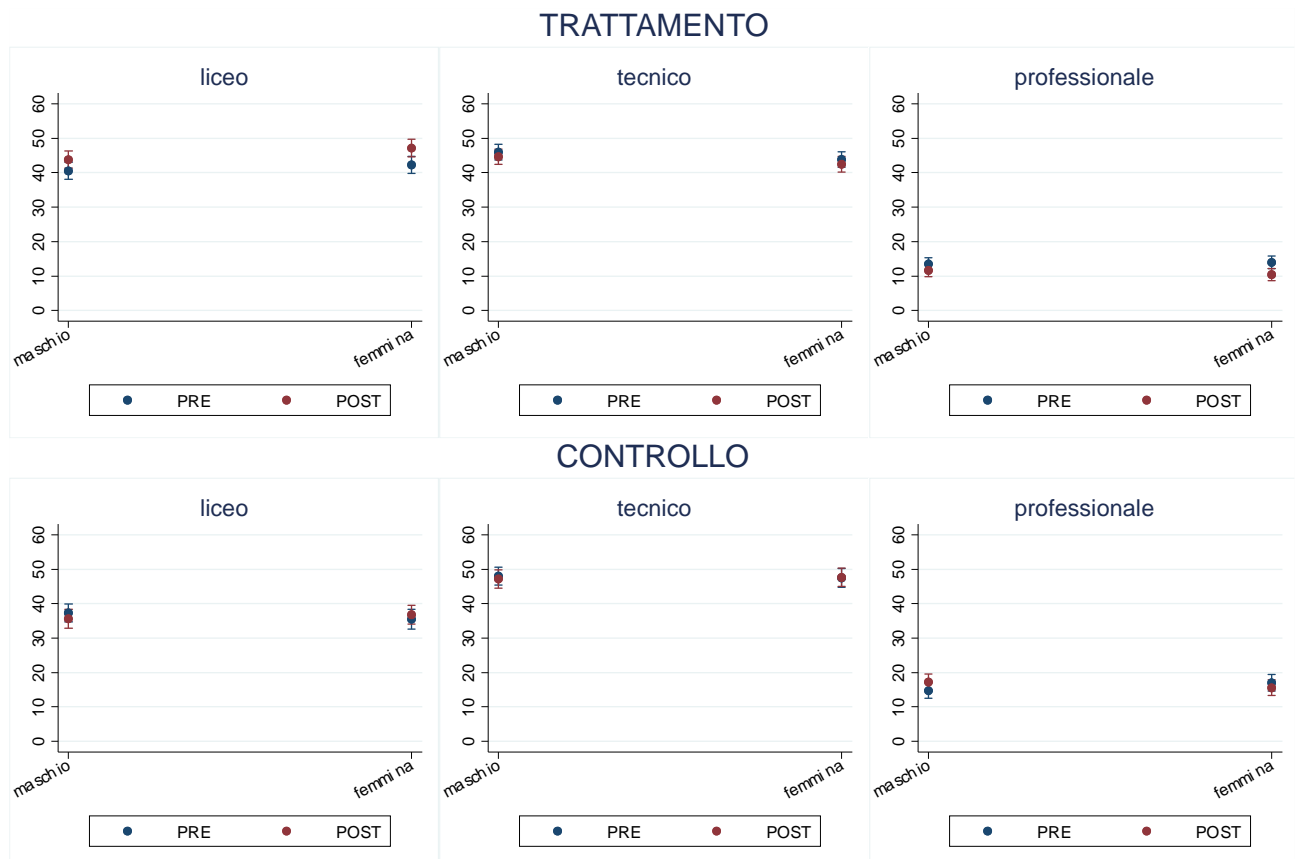 TRATTAMENTO
liceo
60
50
40
30
20
10
0
maschio
femmina
PRE
POST
tecnico
60
50
40
30
20
10
0
maschio
femmina
PRE
POST
professionale
60
50
40
30
20
10
0
maschio
femmina
PRE
POST
CONTROLLO
liceo
60
50
40
30
20
10
0
maschio
femmina
PRE
POST
tecnico
60
50
40
30
20
10
0
maschio
femmina
PRE
POST
professionale
60
50
40
30
20
10
0
maschio
femmina
PRE
POST